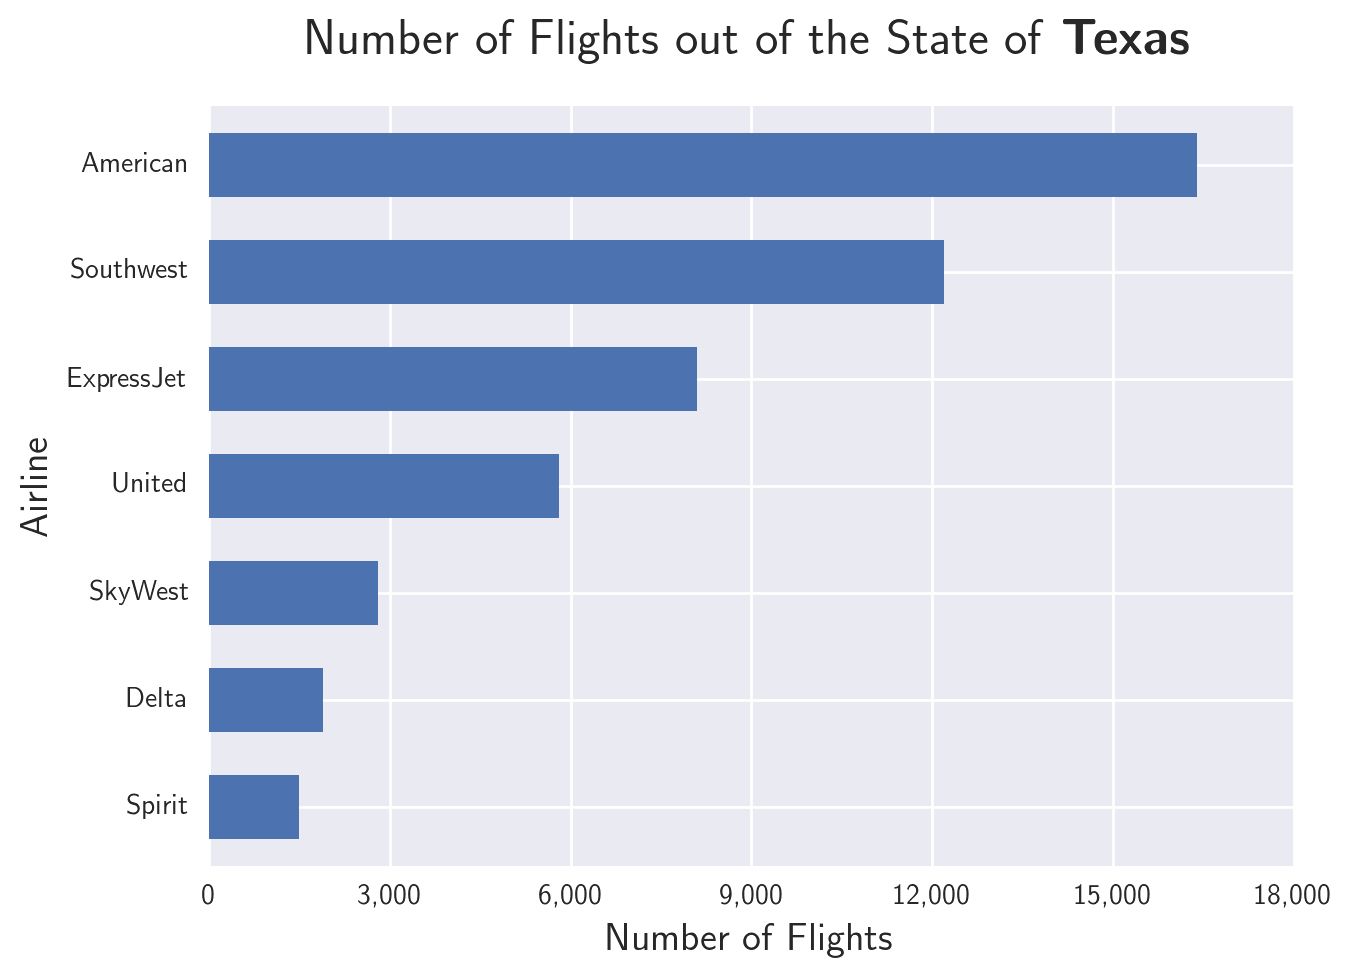 Number of Flights out of the State of Texas
American
Southwest
ExpressJet
United
SkyWest
Delta
Spirit
Airline
0 3,000 6,000 9,000 12,000 15,000 18,000
Number of Flights